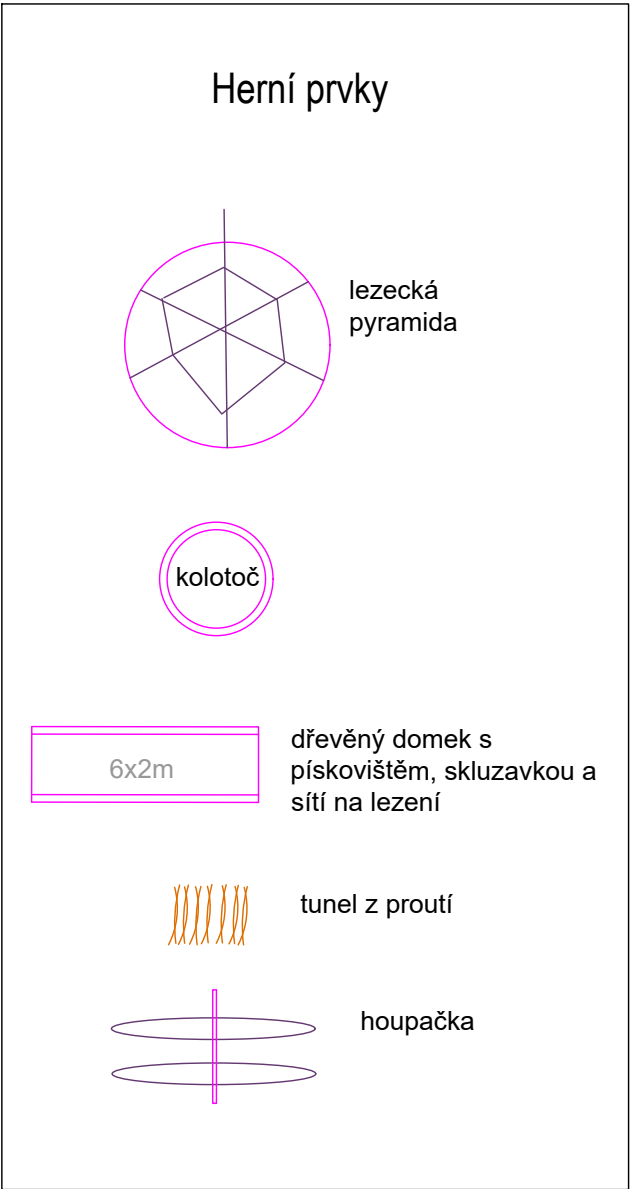 Herní prvky
lezecká
pyramida
kolotoč
6x2m
dřevěný domek s
pískovištěm, skluzavkou a
sítí na lezení
tunel z proutí
houpačka